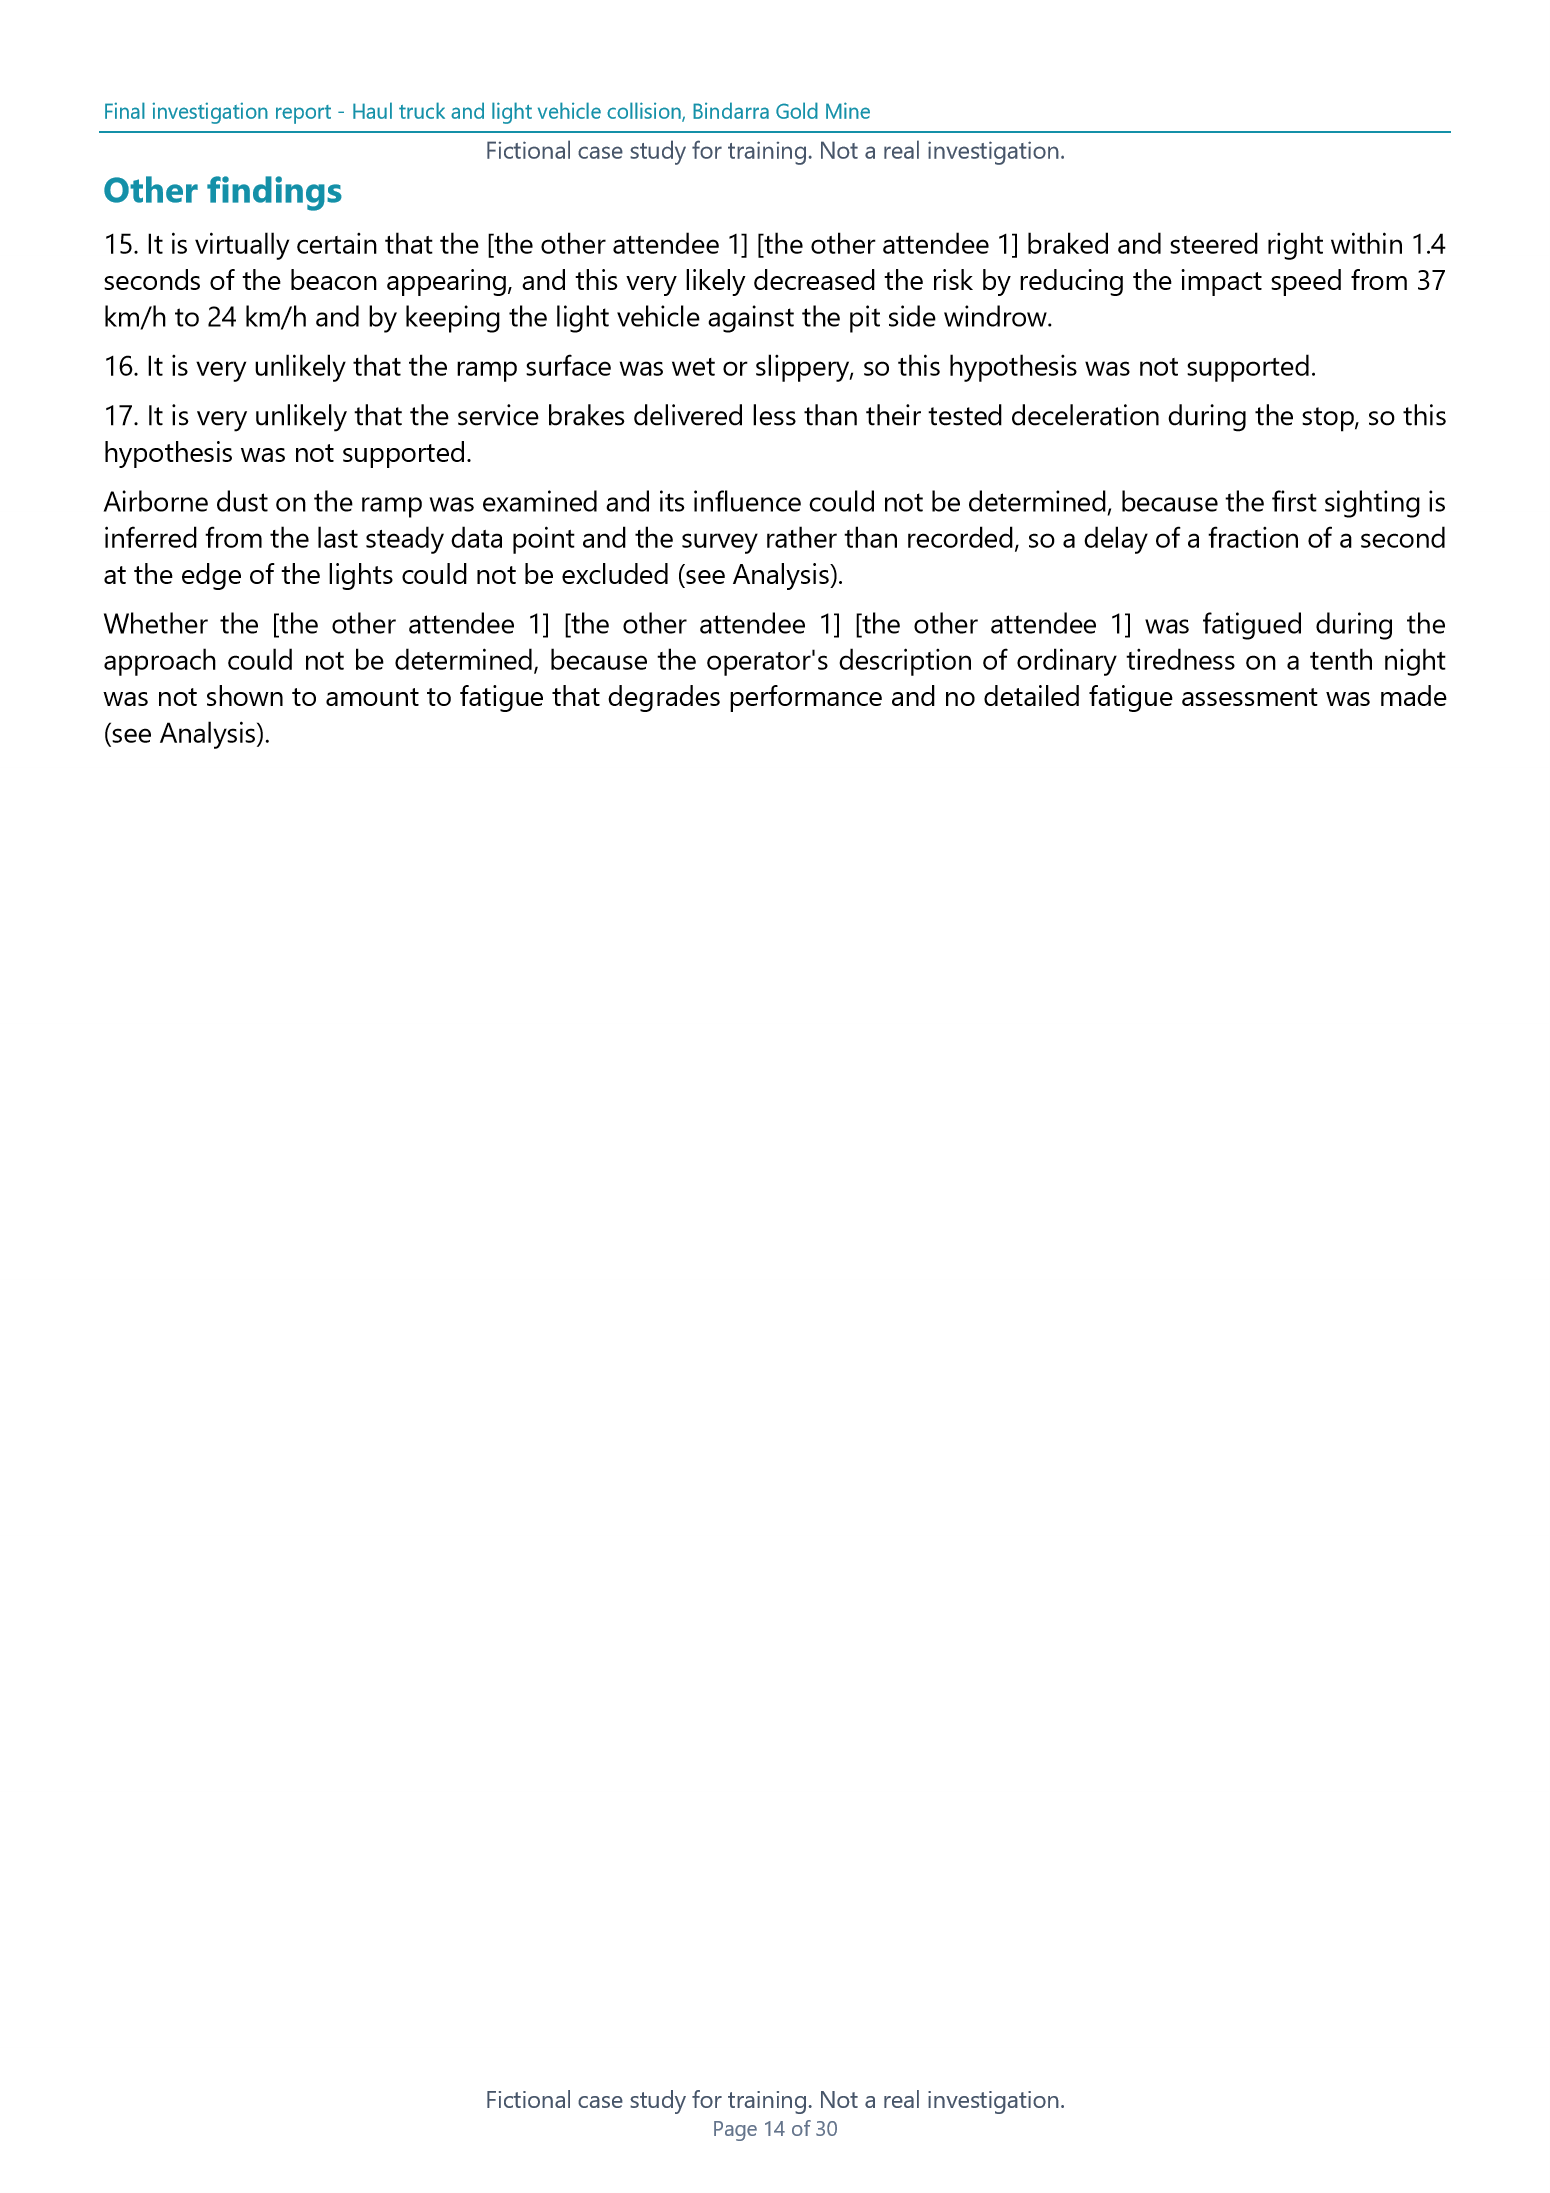 Final investigation report - Haul truck and light vehicle collision, Bindarra Gold Mine
Fictional case study for training. Not a real investigation.
Other findings
15. It is virtually certain that the [the other attendee 1] [the other attendee 1] braked and steered right within 1.4
seconds of the beacon appearing, and this very likely decreased the risk by reducing the impact speed from 37
km/h to 24 km/h and by keeping the light vehicle against the pit side windrow.
16. It is very unlikely that the ramp surface was wet or slippery, so this hypothesis was not supported.
17. It is very unlikely that the service brakes delivered less than their tested deceleration during the stop, so this
hypothesis was not supported.
Airborne dust on the ramp was examined and its influence could not be determined, because the first sighting is
inferred from the last steady data point and the survey rather than recorded, so a delay of a fraction of a second
at the edge of the lights could not be excluded (see Analysis).
Whether the [the other attendee 1] [the other attendee 1] [the other attendee 1] was fatigued during the
approach could not be determined, because the operator's description of ordinary tiredness on a tenth night
was not shown to amount to fatigue that degrades performance and no detailed fatigue assessment was made
(see Analysis).
Fictional case study for training. Not a real investigation.
Page 14 of 30